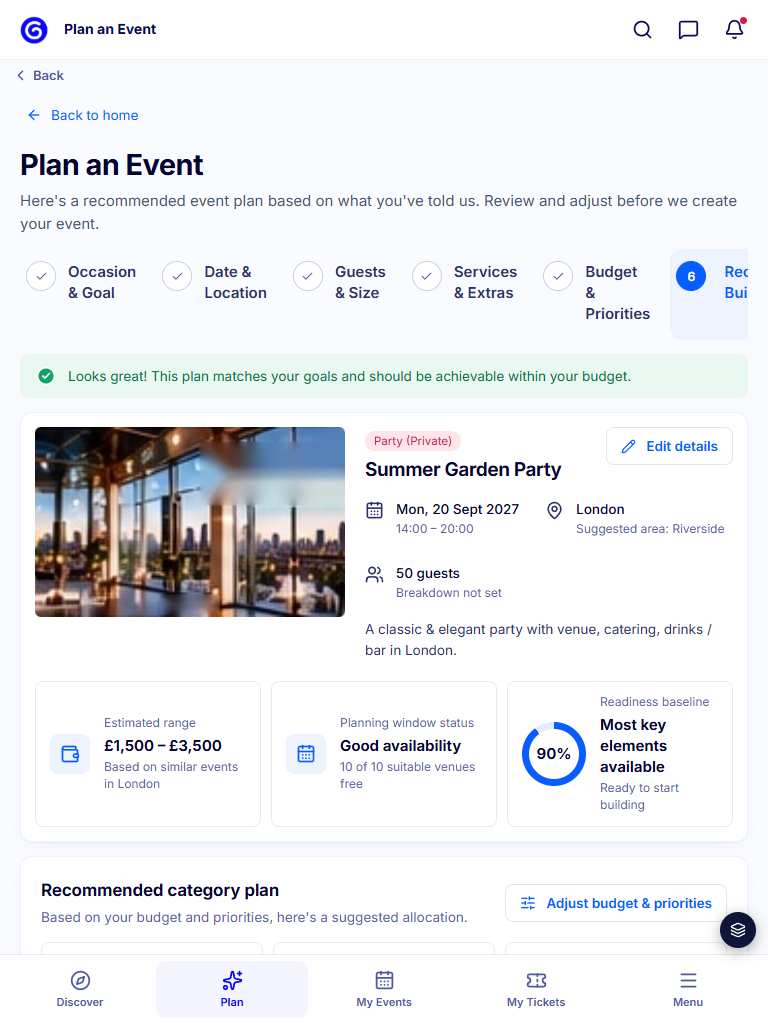 Plan an Event
Back
Back to home
Plan an Event
Here's a recommended event plan based on what you've told us. Review and adjust before we create
your event.
Occasion
& Goal
Date &
Location
Guests
& Size
Services
& Extras
Budget
&
Priorities
6
Looks great! This plan matches your goals and should be achievable within your budget.
Party (Private)
Summer Garden Party
Edit details
Mon, 20 Sept 2027
14:00 – 20:00
London
Suggested area: Riverside
50 guests
Breakdown not set
A classic & elegant party with venue, catering, drinks /
bar in London.
Estimated range
£1,500 – £3,500
Based on similar events
in London
Planning window status
Good availability
10 of 10 suitable venues
free
90%
Readiness baseline
Most key
elements
available
Ready to start
building
Recommended category plan
Based on your budget and priorities, here's a suggested allocation.
Adjust budget & priorities
Discover
Plan
My Events
My Tickets
Menu